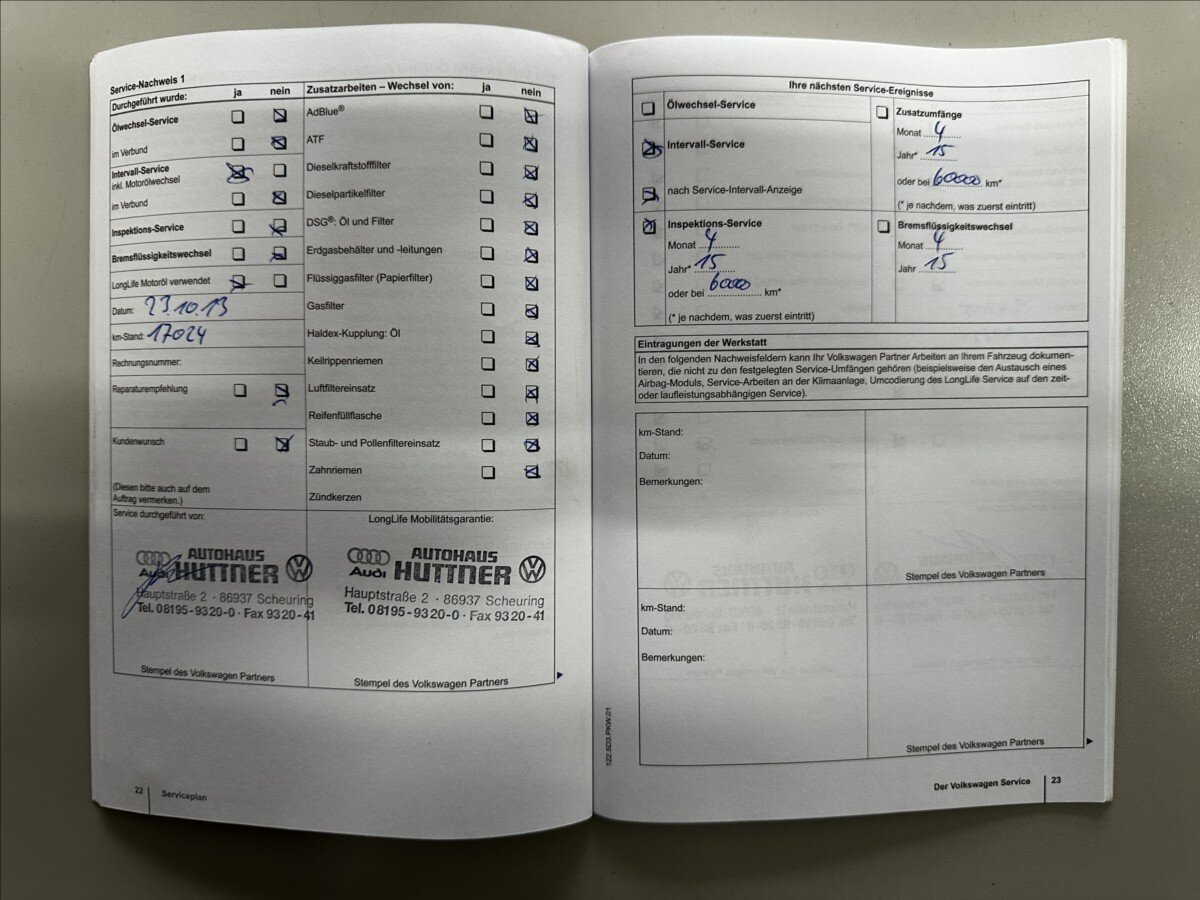 Service-Nachweis 1
Durchgeführt wurde: ja nein
Ölwechsel-Service
im Verbund
Intervall-Service
inkl. Motorölwechsel
im Verbund
Inspektions-Service
Bremsflüssigkeitswechsel
LongLife Motoröl verwendet
Datum: 23.10.13
km-Stand: 17024
Rechnungsnummer:
Reparaturempfehlung
Kundenwunsch
(Diesen bitte auch auf dem
Auftrag vermerken.)
Zusatzarbeiten – Wechsel von: ja nein
AdBlue®
ATF
Dieselkraftstofffilter
Dieselpartikelfilter
DSG®: Öl und Filter
Erdgasbehälter und -leitungen
Flüssiggasfilter (Papierfilter)
Gasfilter
Haldex-Kupplung: Öl
Keilrippenriemen
Luftfiltereinsatz
Reifenfüllflasche
Staub- und Pollenfiltereinsatz
Zahnriemen
Zündkerzen
Service durchgeführt von:
AUTOHAUS
Audi HÜTTNER
Hauptstraße 2 · 86937 Scheuring
Tel. 08195-9320-0 · Fax 9320-41
Stempel des Volkswagen Partners
LongLife Mobilitätsgarantie:
AUTOHAUS
Audi HÜTTNER
Hauptstraße 2 · 86937 Scheuring
Tel. 08195-9320-0 · Fax 9320-41
Stempel des Volkswagen Partners
22 Serviceplan
Ihre nächsten Service-Ereignisse
Ölwechsel-Service
Intervall-Service
nach Service-Intervall-Anzeige
Inspektions-Service
Monat 4
Jahr* 15
oder bei 6000 km*
(* je nachdem, was zuerst eintritt)
Zusatzumfänge
Monat 4
Jahr* 15
oder bei 6000 km*
(* je nachdem, was zuerst eintritt)
Bremsflüssigkeitswechsel
Monat 4
Jahr 15
Eintragungen der Werkstatt
In den folgenden Nachweisfeldern kann Ihr Volkswagen Partner Arbeiten an Ihrem Fahrzeug dokumen-
tieren, die nicht zu den festgelegten Service-Umfängen gehören (beispielsweise den Austausch eines
Airbag-Moduls, Service-Arbeiten an der Klimaanlage, Umcodierung des LongLife Service auf den zeit-
oder laufleistungsabhängigen Service).
km-Stand:
Datum:
Bemerkungen:
Stempel des Volkswagen Partners
km-Stand:
Datum:
Bemerkungen:
Stempel des Volkswagen Partners
122.5D3.PKW.01
Der Volkswagen Service 23